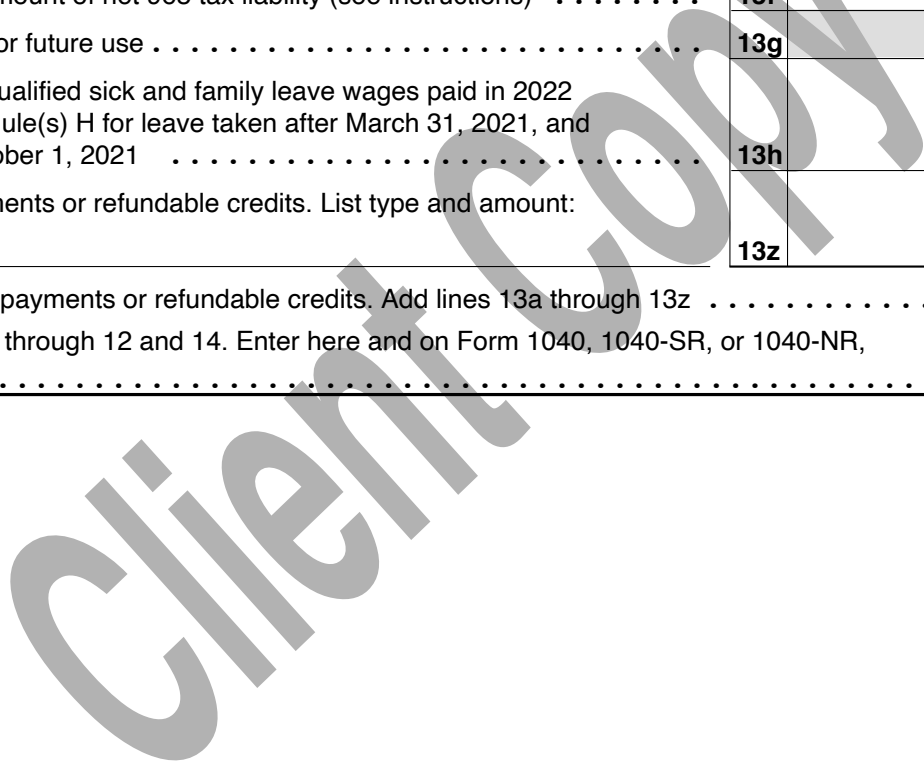 mount of net 965 tax liability (see instructions) . . . . . . . . 13f
or future use . . . . . . . . . . . . . . . . . . . . . . . . . . . . . 13g
ualified sick and family leave wages paid in 2022
ule(s) H for leave taken after March 31, 2021, and
ober 1, 2021 . . . . . . . . . . . . . . . . . . . . . . . . . . . . 13h
ments or refundable credits. List type and amount:
13z
payments or refundable credits. Add lines 13a through 13z . . . . . . . . . . . .
through 12 and 14. Enter here and on Form 1040, 1040-SR, or 1040-NR,
Client Copy